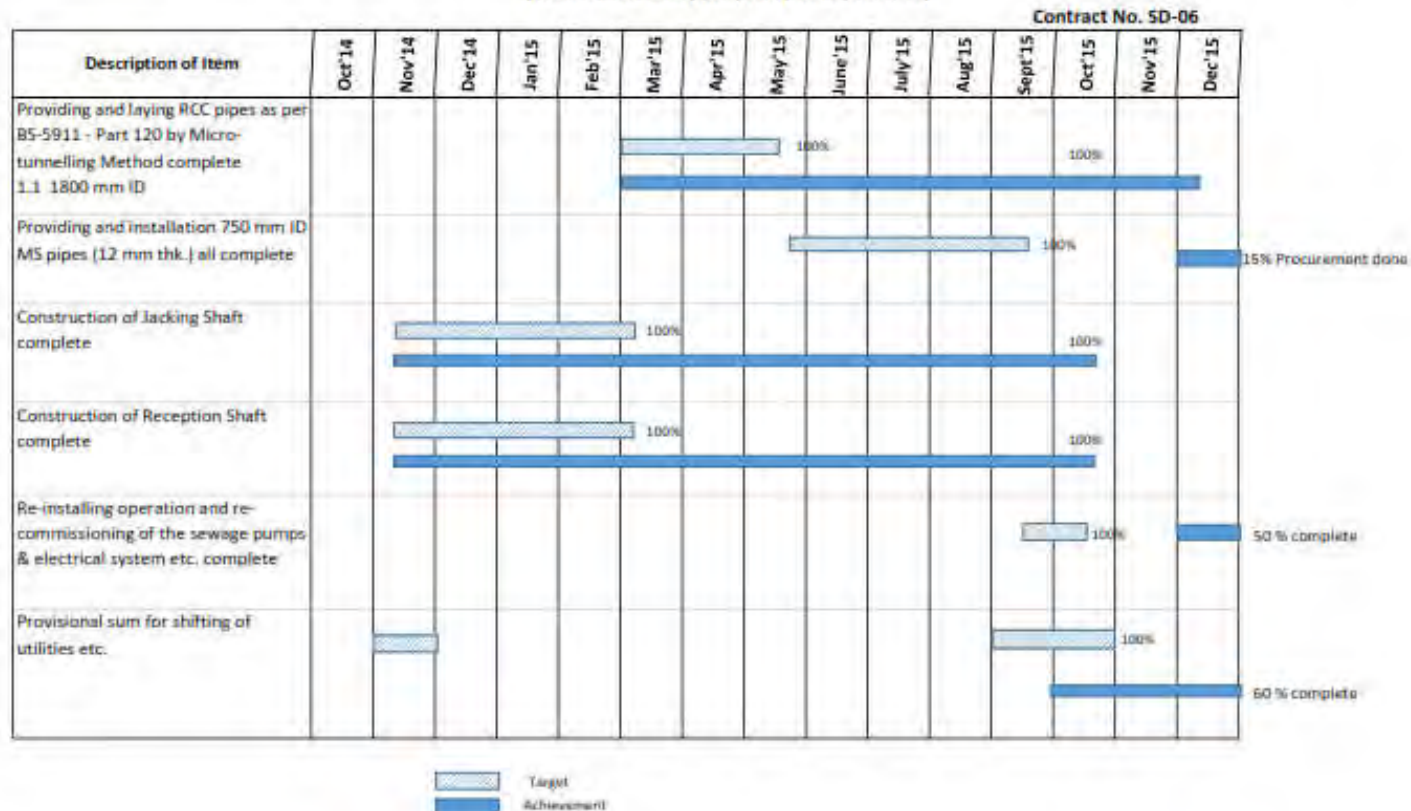 Contract No. SD-06
Description of Item
Oct'14
Nov'14
Dec'14
Jan'15
Feb'15
Mar'15
Apr'15
May'15
June'15
July'15
Aug'15
Sept'15
Oct'15
Nov'15
Dec'15
Providing and laying RCC pipes as per
BS-5911 - Part 120 by Micro-
tunnelling Method complete
1.1 1800 mm ID
100%
100%
Providing and installation 750 mm ID
MS pipes (12 mm thk.) all complete
100%
15% Procurement done
Construction of Jacking Shaft
complete
100%
100%
Construction of Reception Shaft
complete
100%
100%
Re-installing operation and re-
commissioning of the sewage pumps
& electrical system etc. complete
100%
50 % complete
Provisional sum for shifting of
utilities etc.
100%
60 % complete
Target
Achievement